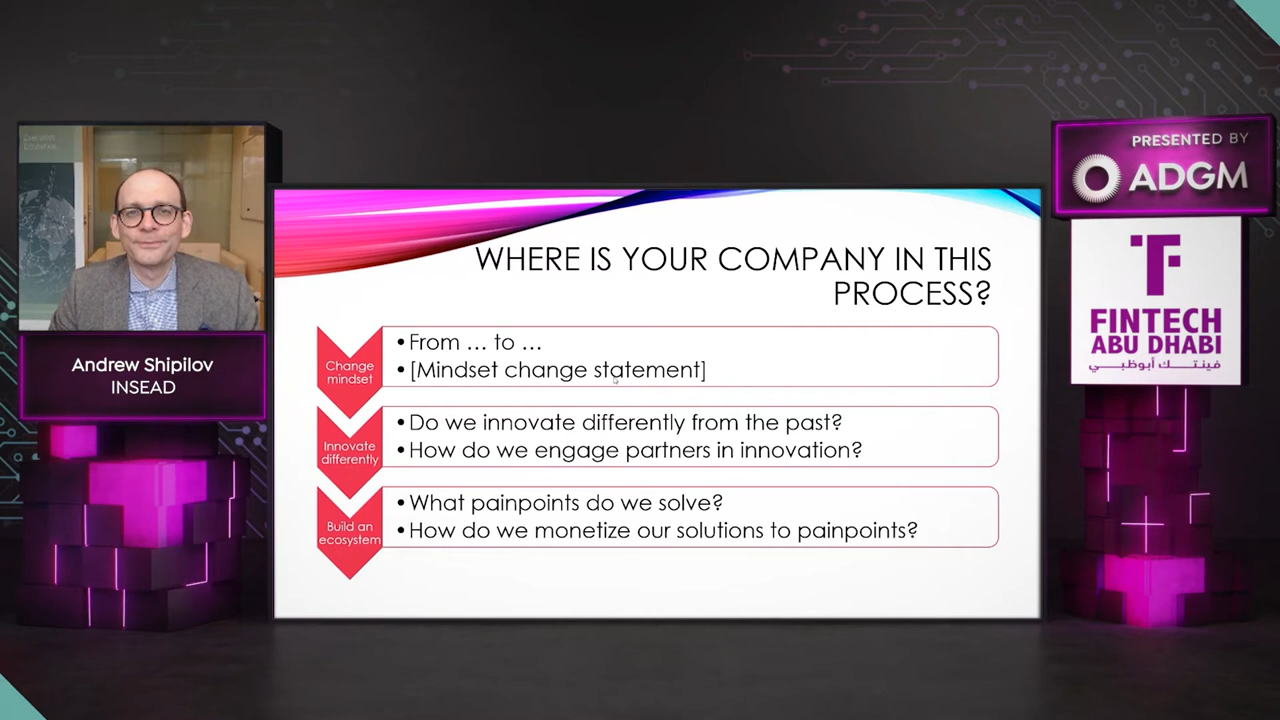 Andrew Shipilov
INSEAD
WHERE IS YOUR COMPANY IN THIS
PROCESS?
Change
mindset
• From ... to ...
• [Mindset change statement]
Innovate
differently
• Do we innovate differently from the past?
• How do we engage partners in innovation?
Build an
ecosystem
• What painpoints do we solve?
• How do we monetize our solutions to painpoints?
PRESENTED BY
ADGM
FINTECH
ABU DHABI
فينتك أبوظبي